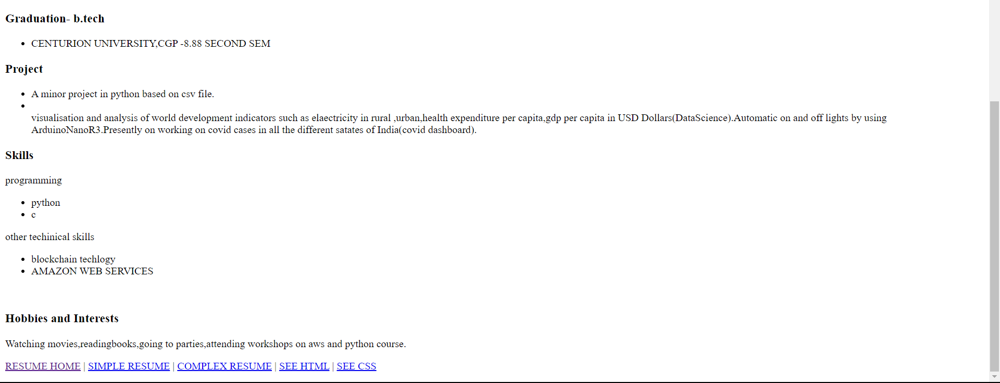 Graduation- b.tech
CENTURION UNIVERSITY,CGP -8.88 SECOND SEM
Project
A minor project in python based on csv file.
visualisation and analysis of world development indicators such as elaectricity in rural ,urban,health expenditure per capita,gdp per capita in USD Dollars(DataScience).Automatic on and off lights by using
ArduinoNanoR3.Presently on working on covid cases in all the different satates of India(covid dashboard).
Skills
programming
python
c
other techinical skills
blockchain techlogy
AMAZON WEB SERVICES
Hobbies and Interests
Watching movies,readingbooks,going to parties,attending workshops on aws and python course.
RESUME HOME | SIMPLE RESUME | COMPLEX RESUME | SEE HTML | SEE CSS